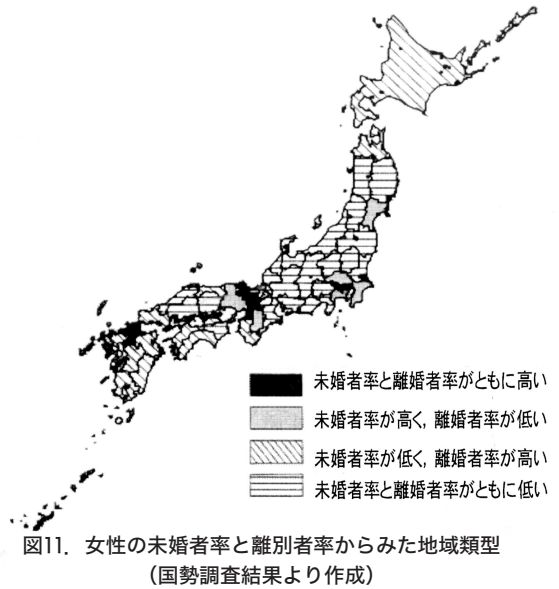 未婚者率と離婚者率がともに高い
未婚者率が高く，離婚者率が低い
未婚者率が低く，離婚者率が高い
未婚者率と離婚者率がともに低い
図11．女性の未婚者率と離別者率からみた地域類型
（国勢調査結果より作成）